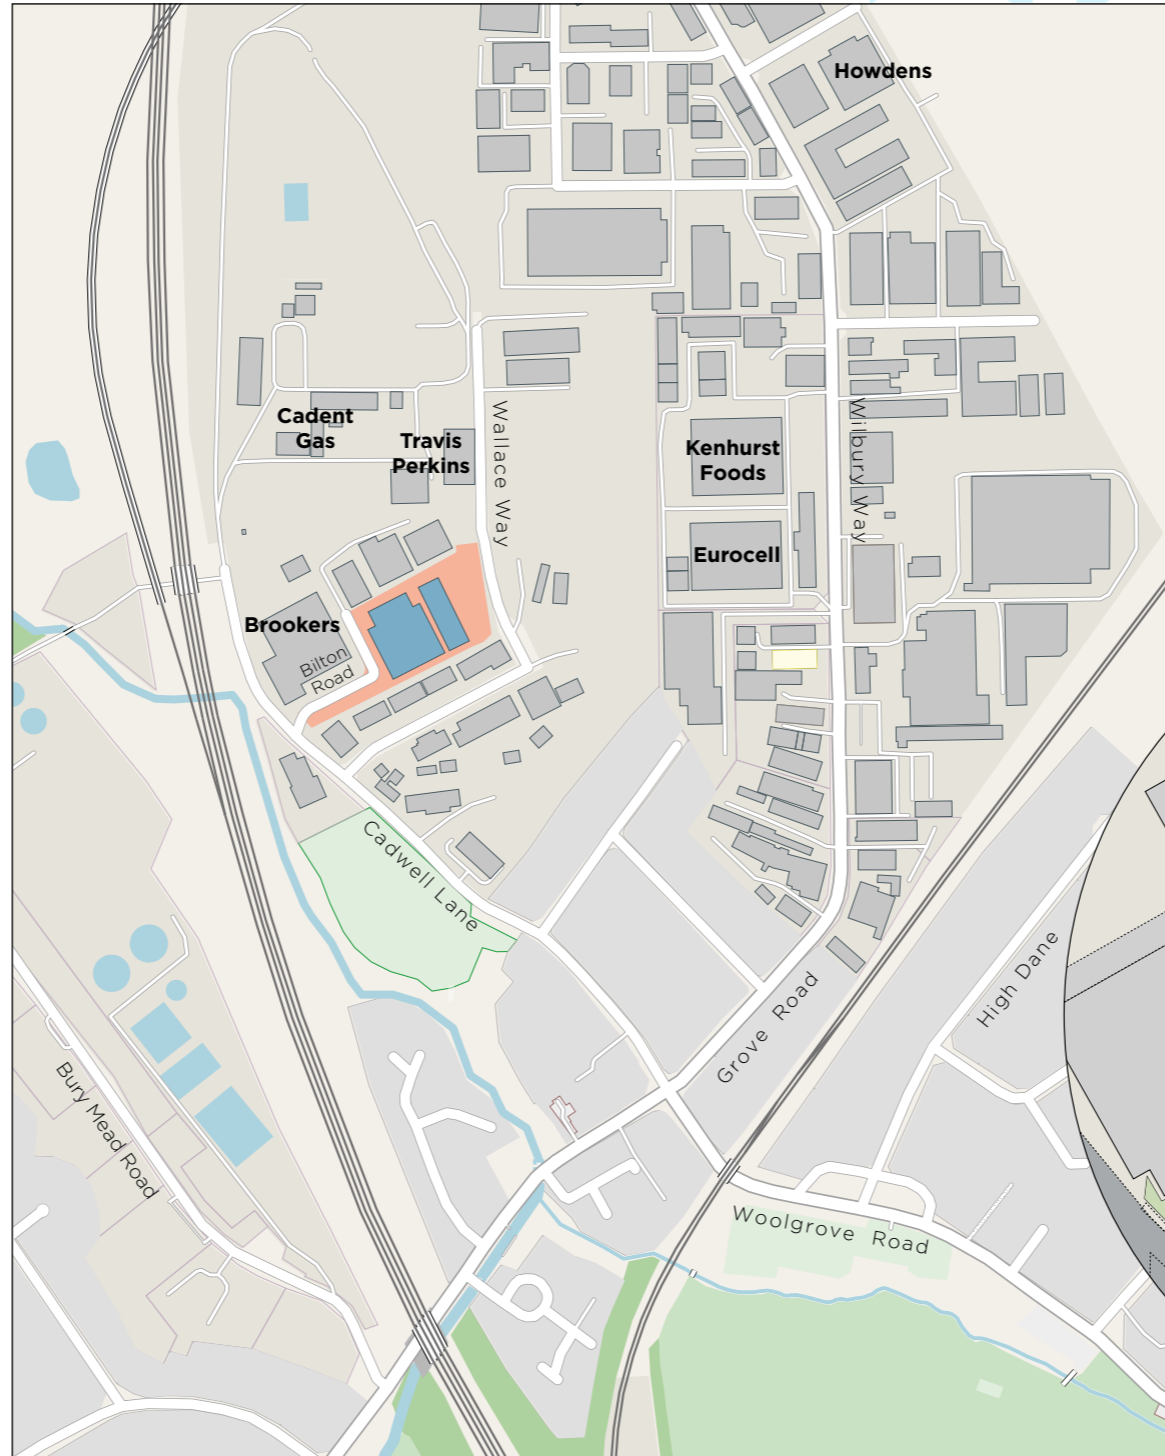 Howdens
Cadent
Gas
Travis
Perkins
Wallace Way
Kenhurst
Foods
Wilbury Way
Eurocell
Brookers
Bilton
Road
Cadwell Lane
High Dane
Grove Road
Bury Mead Road
Woolgrove Road